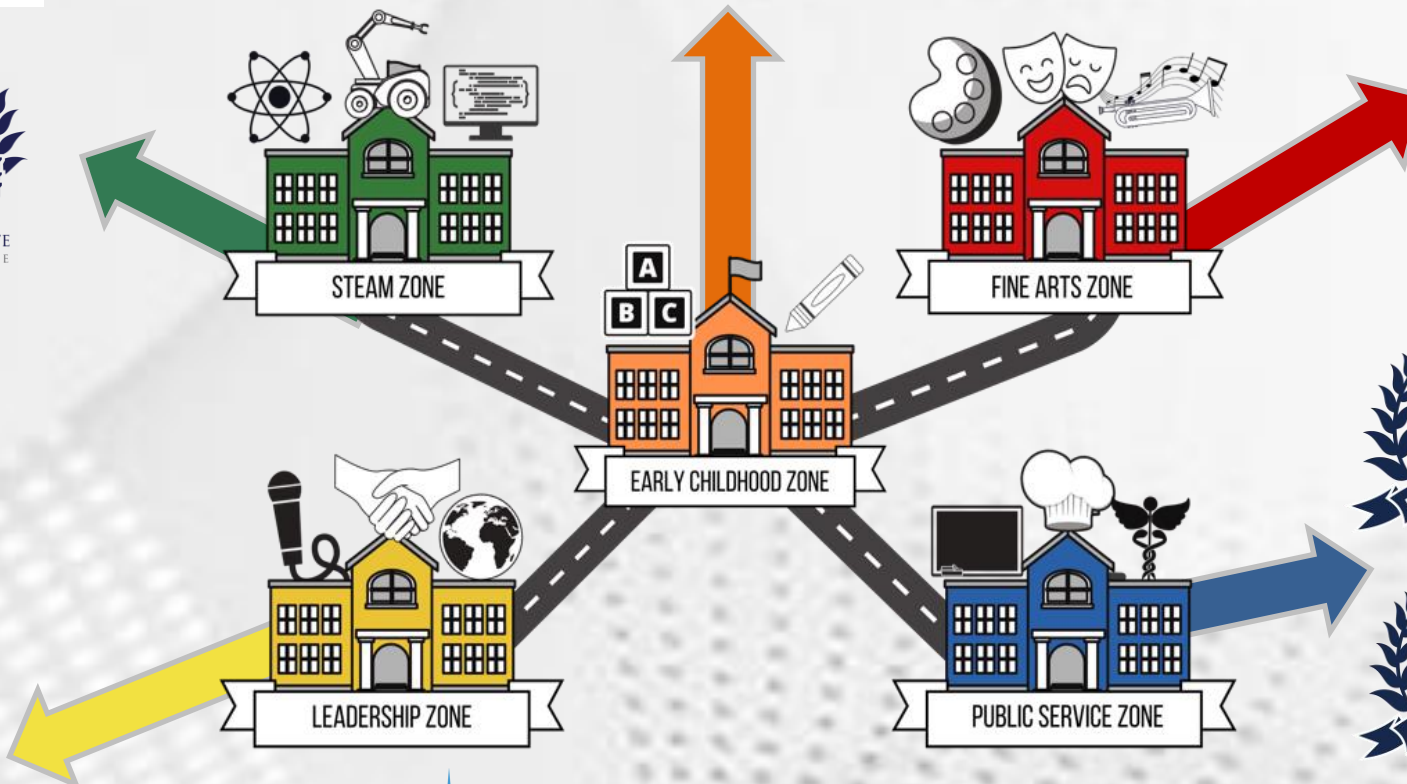 STEAM ZONE
FINE ARTS ZONE
A
B C
EARLY CHILDHOOD ZONE
LEADERSHIP ZONE
PUBLIC SERVICE ZONE